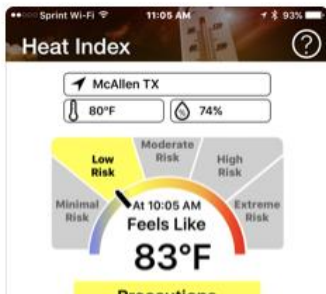 Sprint Wi-Fi 11:05 AM 93%
Heat Index ?
McAllen TX
80°F 74%
Moderate Risk
Low Risk
High Risk
Minimal Risk
Extreme Risk
At 10:05 AM
Feels Like
83°F
Precautions